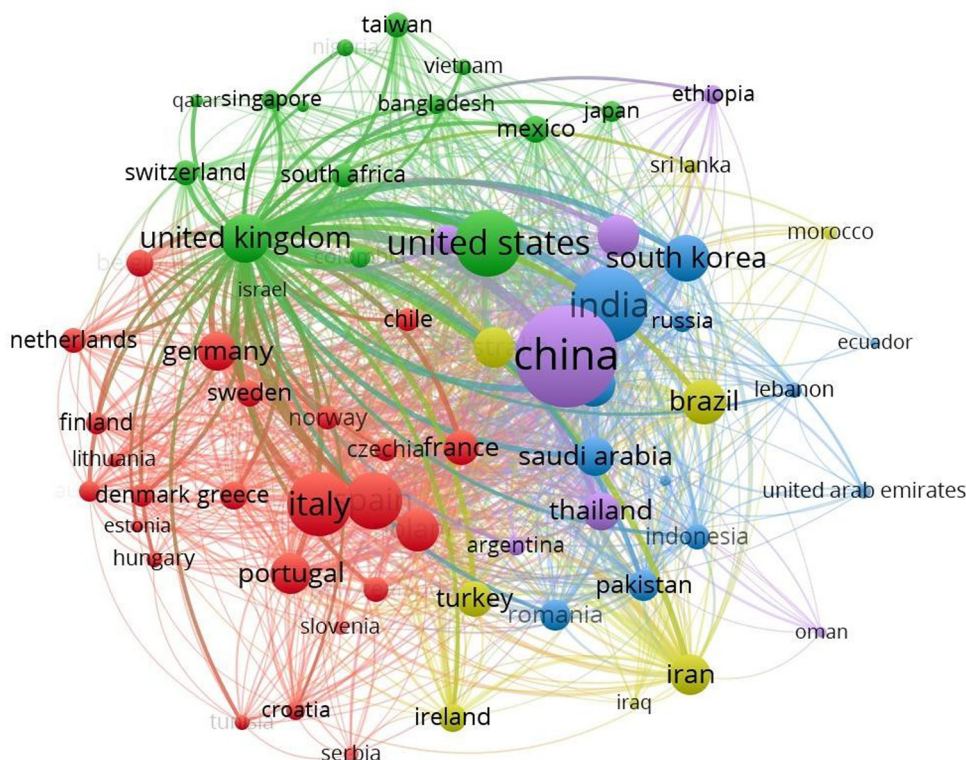 taiwan
nigeria
vietnam
qatar
singapore
bangladesh
ethiopia
japan
mexico
sri lanka
switzerland
south africa
morocco
united kingdom
united states
south korea
israel
india
chile
russia
netherlands
germany
china
ecuador
sweden
brazil
lebanon
finland
norway
czechia
france
lithuania
saudi arabia
denmark
greece
italy
spain
united arab emirates
thailand
estonia
indonesia
argentina
hungary
portugal
pakistan
turkey
romania
slovenia
oman
iran
iraq
croatia
ireland
tunisia
serbia